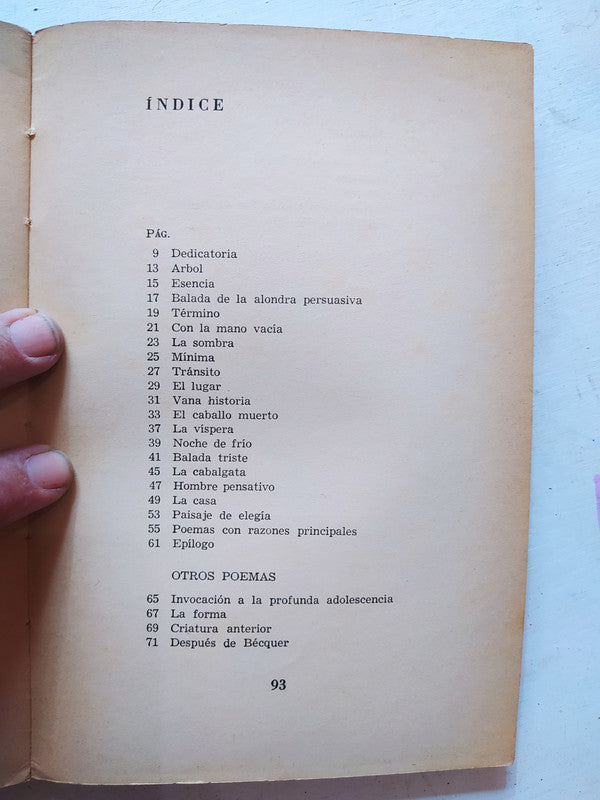 ÍNDICE
PÁG.
9 Dedicatoria
13 Arbol
15 Esencia
17 Balada de la alondra persuasiva
19 Término
21 Con la mano vacía
23 La sombra
25 Mínima
27 Tránsito
29 El lugar
31 Vana historia
33 El caballo muerto
37 La víspera
39 Noche de frío
41 Balada triste
45 La cabalgata
47 Hombre pensativo
49 La casa
53 Paisaje de elegía
55 Poemas con razones principales
61 Epílogo
OTROS POEMAS
65 Invocación a la profunda adolescencia
67 La forma
69 Criatura anterior
71 Después de Bécquer
93